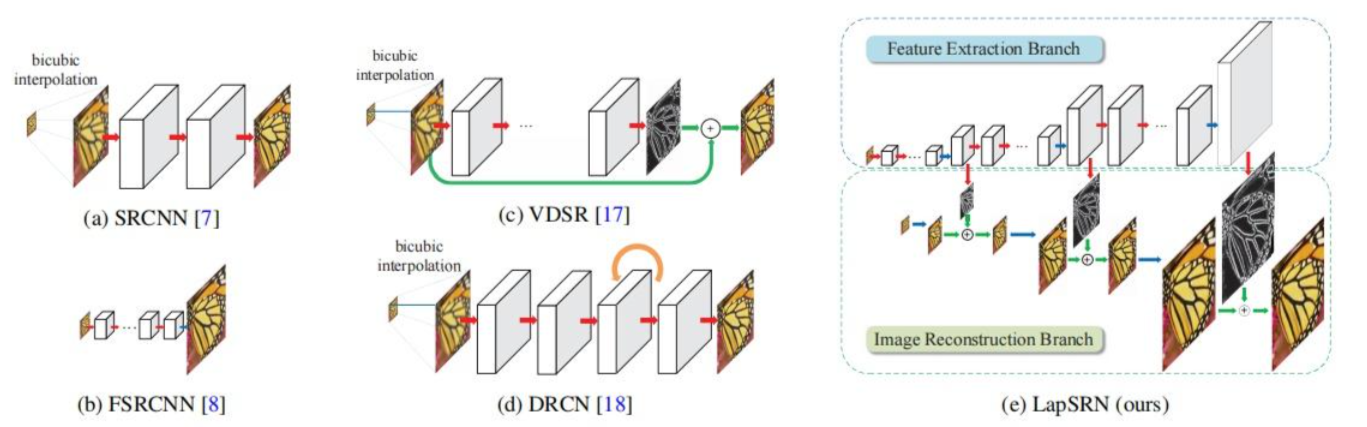 bicubic
interpolation
(a) SRCNN [7]
(b) FSRCNN [8]
bicubic
interpolation
...
(c) VDSR [17]
bicubic
interpolation
(d) DRCN [18]
Feature Extraction Branch
Image Reconstruction Branch
(e) LapSRN (ours)